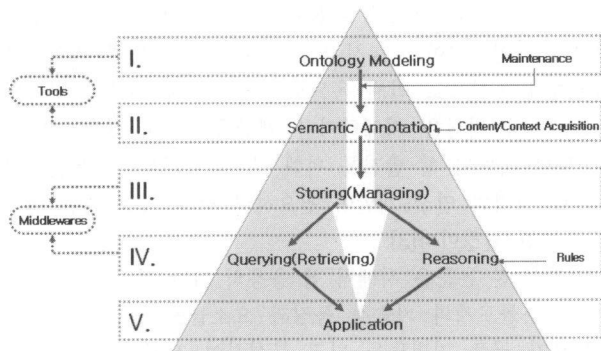 I.
Ontology Modeling
Maintenance
Tools
II.
Semantic Annotation
Content/Context Acquisition
III.
Storing(Managing)
Middlewares
IV.
Querying(Retrieving)
Reasoning
Rules
V.
Application